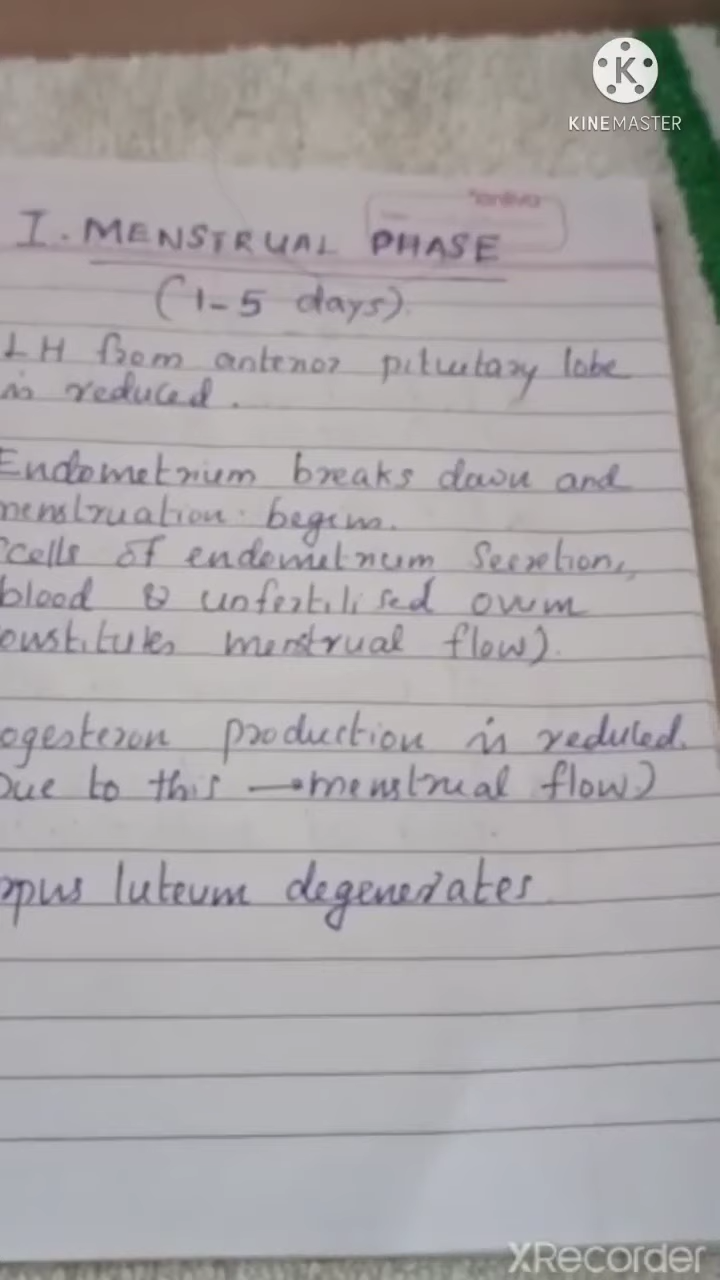 KINEMASTER
I. MENSTRUAL PHASE
(1-5 days).
LH from anterior pitutary lobe
is reduced.
Endometrium breaks down and
menstruation begins.
cells of endometrium secretion,
blood & unfertilised ovum
onstitutes menstrual flow).
ogesteron production is reduced.
Due to this → menstrual flow.)
rpus luteum degenerates
XRecorder